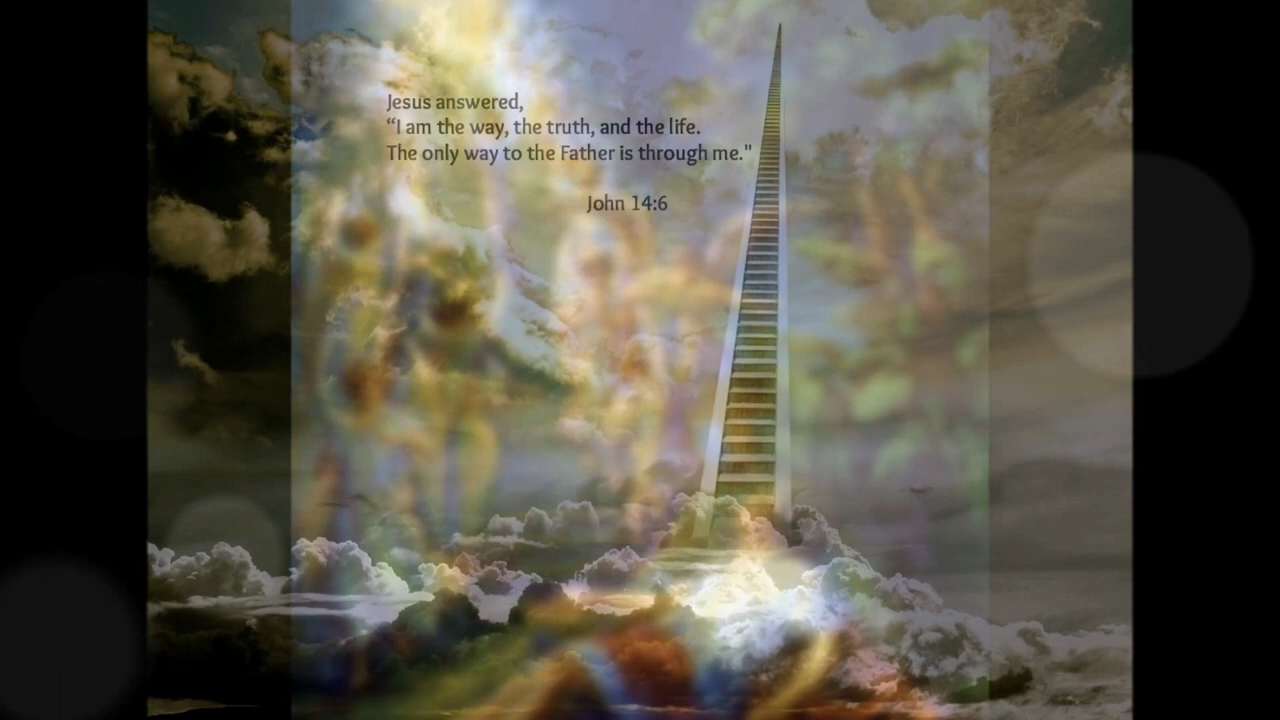 Jesus answered,
“I am the way, the truth, and the life.
The only way to the Father is through me."
John 14:6